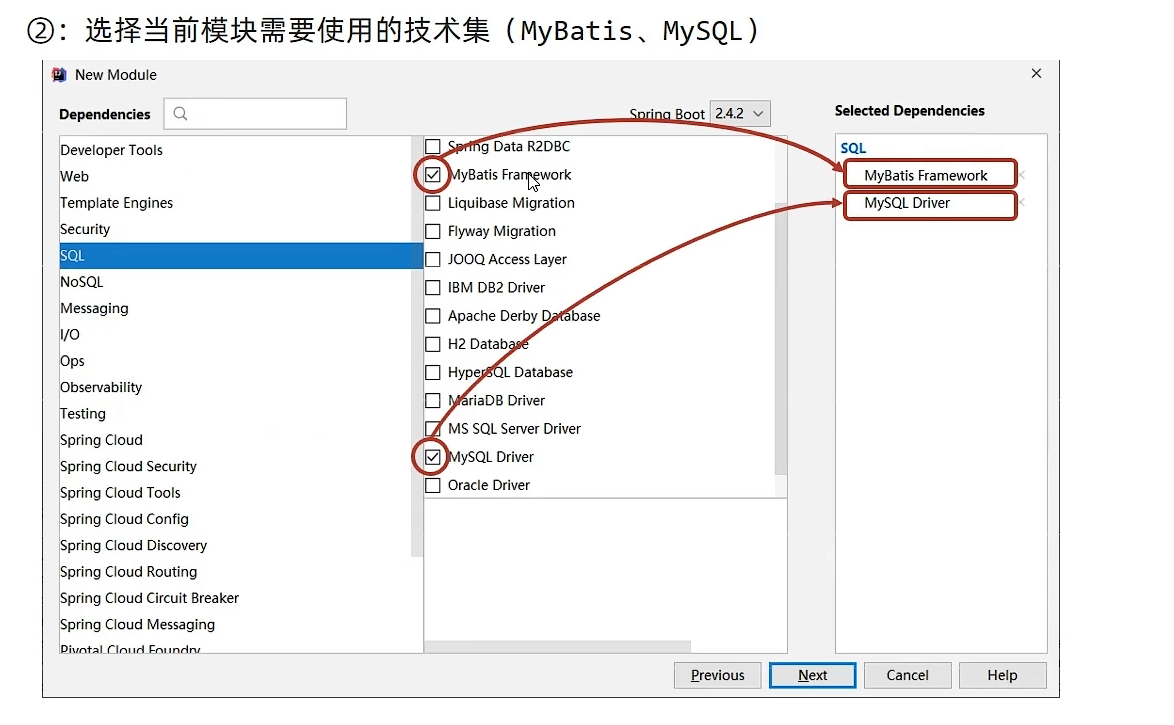 ②：选择当前模块需要使用的技术集（MyBatis、MySQL）
New Module
Dependencies
Spring Boot 2.4.2
Selected Dependencies
Developer Tools
Web
Template Engines
Security
SQL
NoSQL
Messaging
I/O
Ops
Observability
Testing
Spring Cloud
Spring Cloud Security
Spring Cloud Tools
Spring Cloud Config
Spring Cloud Discovery
Spring Cloud Routing
Spring Cloud Circuit Breaker
Spring Cloud Messaging
Pivotal Cloud Foundry
Spring Data R2DBC
MyBatis Framework
Liquibase Migration
Flyway Migration
JOOQ Access Layer
IBM DB2 Driver
Apache Derby Database
H2 Database
HyperSQL Database
MariaDB Driver
MS SQL Server Driver
MySQL Driver
Oracle Driver
SQL
MyBatis Framework
MySQL Driver
Previous
Next
Cancel
Help